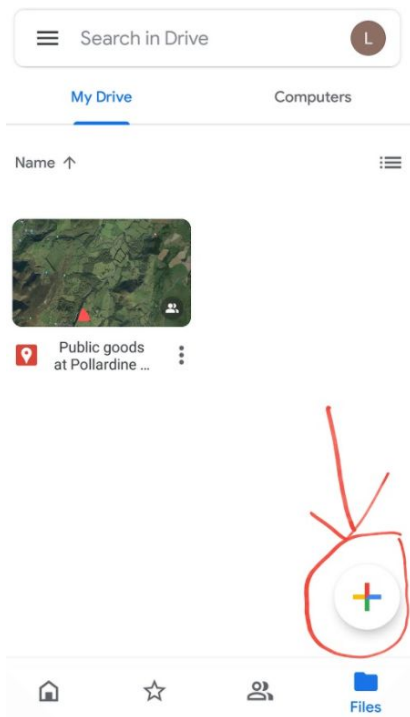 Search in Drive
L
My Drive
Computers
Name
Public goods
at Pollardine ...
Files